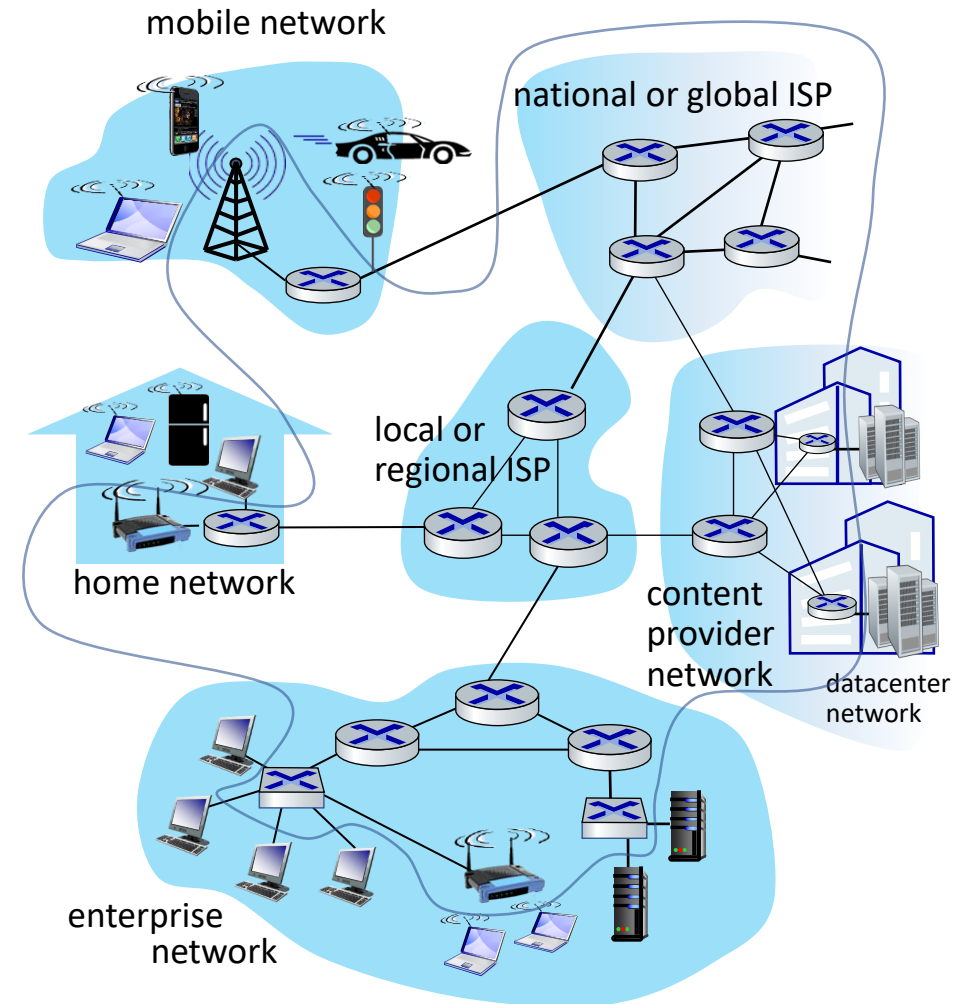 mobile network
national or global ISP
local or
regional ISP
home network
content
provider
network
datacenter
network
enterprise
network